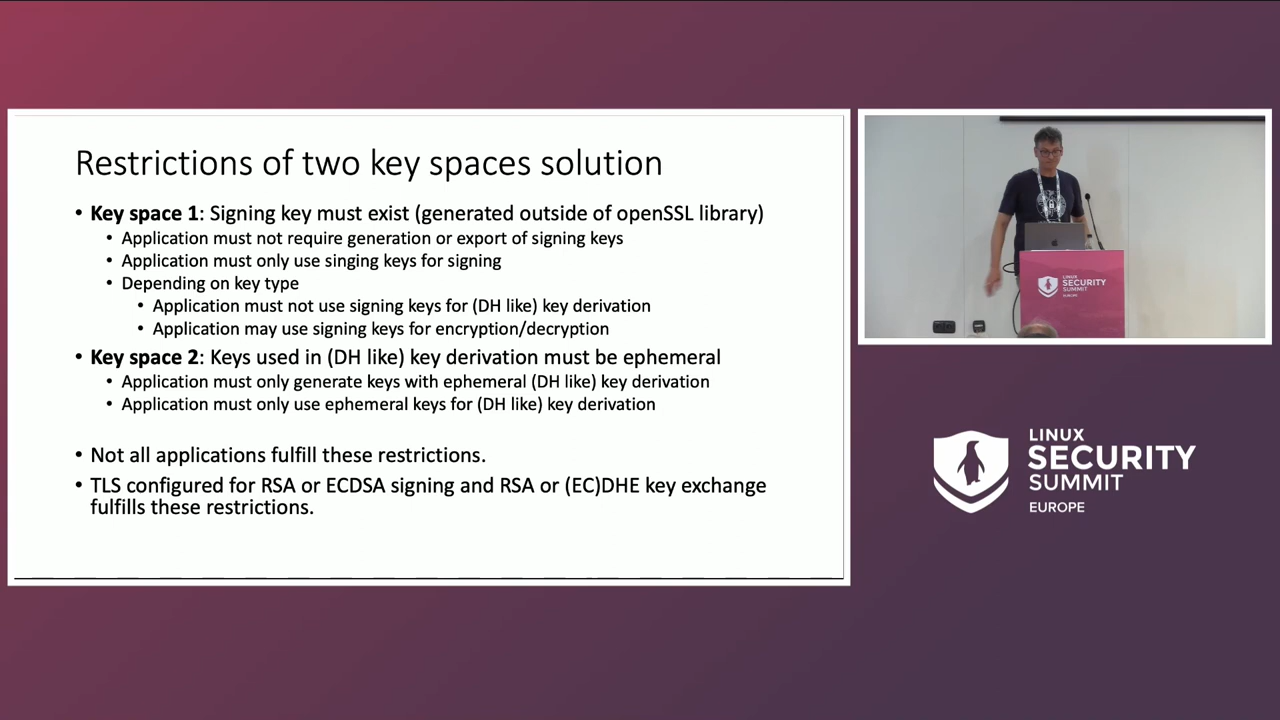 Restrictions of two key spaces solution
• Key space 1: Signing key must exist (generated outside of openSSL library)
• Application must not require generation or export of signing keys
• Application must only use singing keys for signing
• Depending on key type
• Application must not use signing keys for (DH like) key derivation
• Application may use signing keys for encryption/decryption
• Key space 2: Keys used in (DH like) key derivation must be ephemeral
• Application must only generate keys with ephemeral (DH like) key derivation
• Application must only use ephemeral keys for (DH like) key derivation
• Not all applications fulfill these restrictions.
• TLS configured for RSA or ECDSA signing and RSA or (EC)DHE key exchange
fulfills these restrictions.
LINUX
SECURITY
SUMMIT
EUROPE
LINUX
SECURITY
SUMMIT
EUROPE